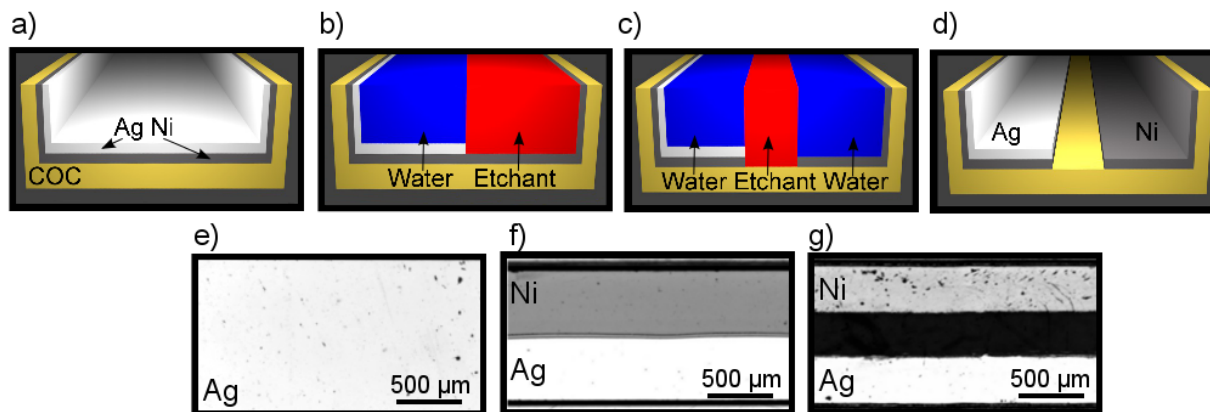 a)
b)
c)
d)
Ag Ni
COC
Water Etchant
Water Etchant Water
Ag Ni
e)
f)
g)
Ag
500 µm
Ni
Ag
500 µm
Ni
Ag
500 µm